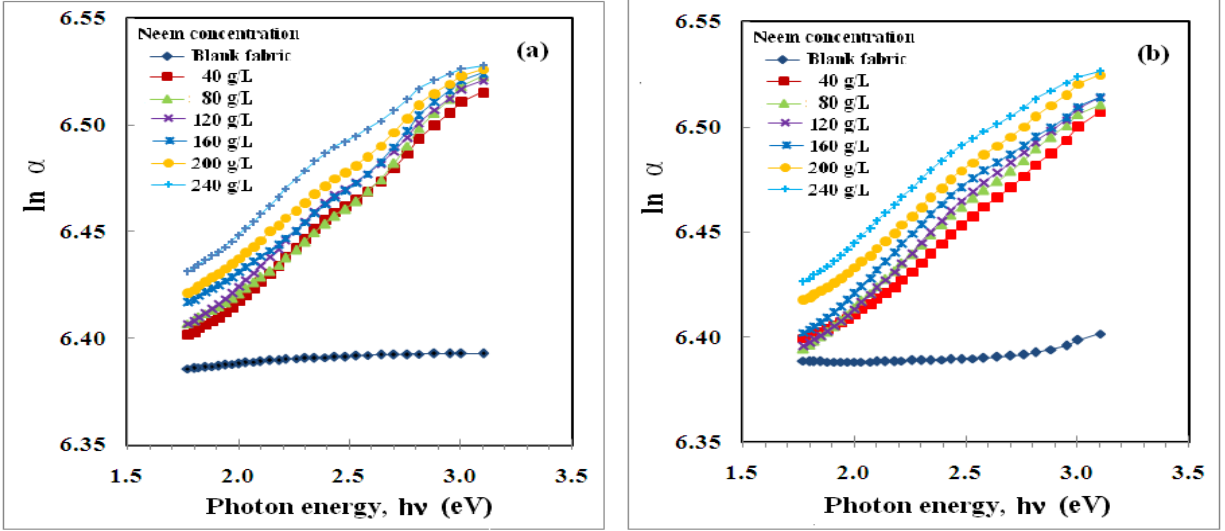 6.55
6.50
6.45
6.40
6.35
ln α
Neem concentration
Blank fabric
40 g/L
80 g/L
120 g/L
160 g/L
200 g/L
240 g/L
(a)
1.5 2.0 2.5 3.0 3.5
Photon energy, hν (eV)
6.55
6.50
6.45
6.40
6.35
ln α
Neem concentration
Blank fabric
40 g/L
80 g/L
120 g/L
160 g/L
200 g/L
240 g/L
(b)
1.5 2.0 2.5 3.0 3.5
Photon energy, hν (eV)